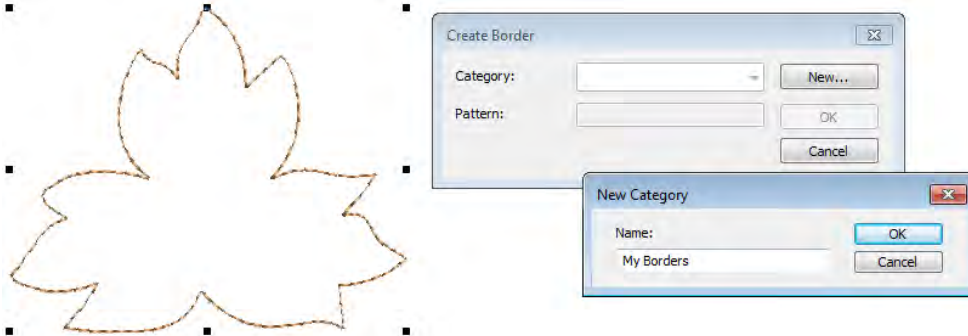 Create Border
Category:
New...
Pattern:
OK
Cancel
New Category
Name:
OK
My Borders
Cancel